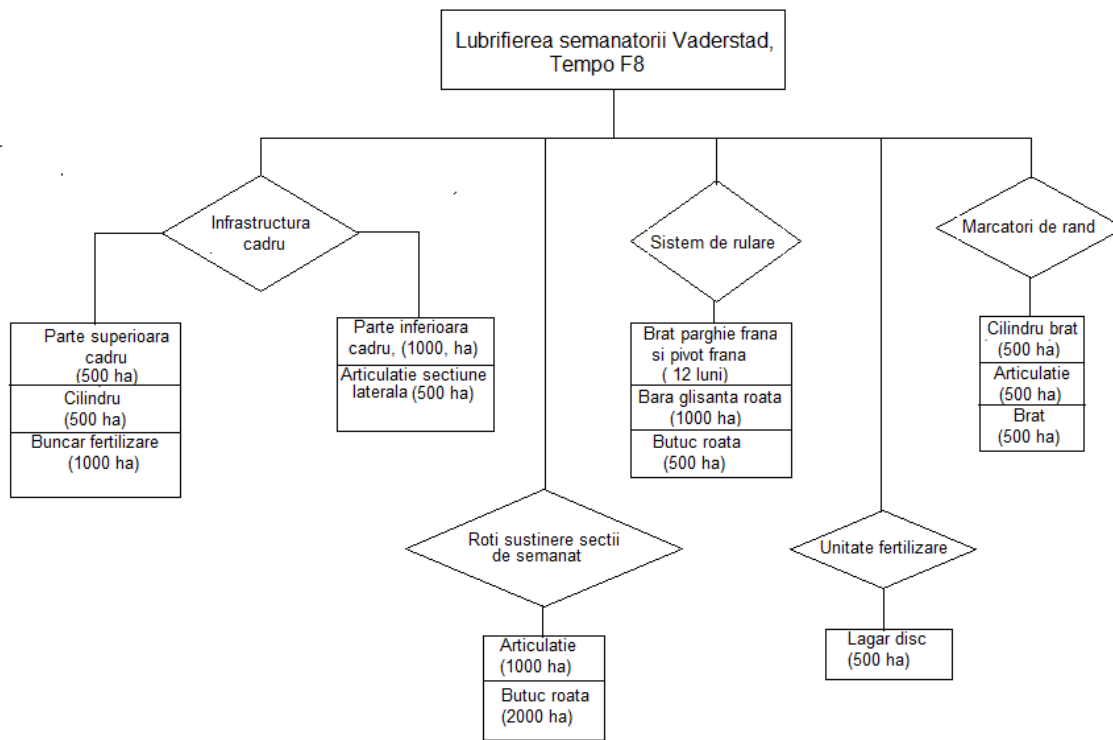 Lubrifierea semanatorii Vaderstad,
Tempo F8
Infrastructura
cadru
Parte superioara
cadru
(500 ha)
Cilindru
(500 ha)
Buncar fertilizare
(1000 ha)
Parte inferioara
cadru, (1000, ha)
Articulatie sectiune
laterala (500 ha)
Roti sustinere sectii
de semanat
Articulatie
(1000 ha)
Butuc roata
(2000 ha)
Sistem de rulare
Brat parghie frana
si pivot frana
( 12 luni)
Bara glisanta roata
(1000 ha)
Butuc roata
(500 ha)
Unitate fertilizare
Lagar disc
(500 ha)
Marcatori de rand
Cilindru brat
(500 ha)
Articulatie
(500 ha)
Brat
(500 ha)